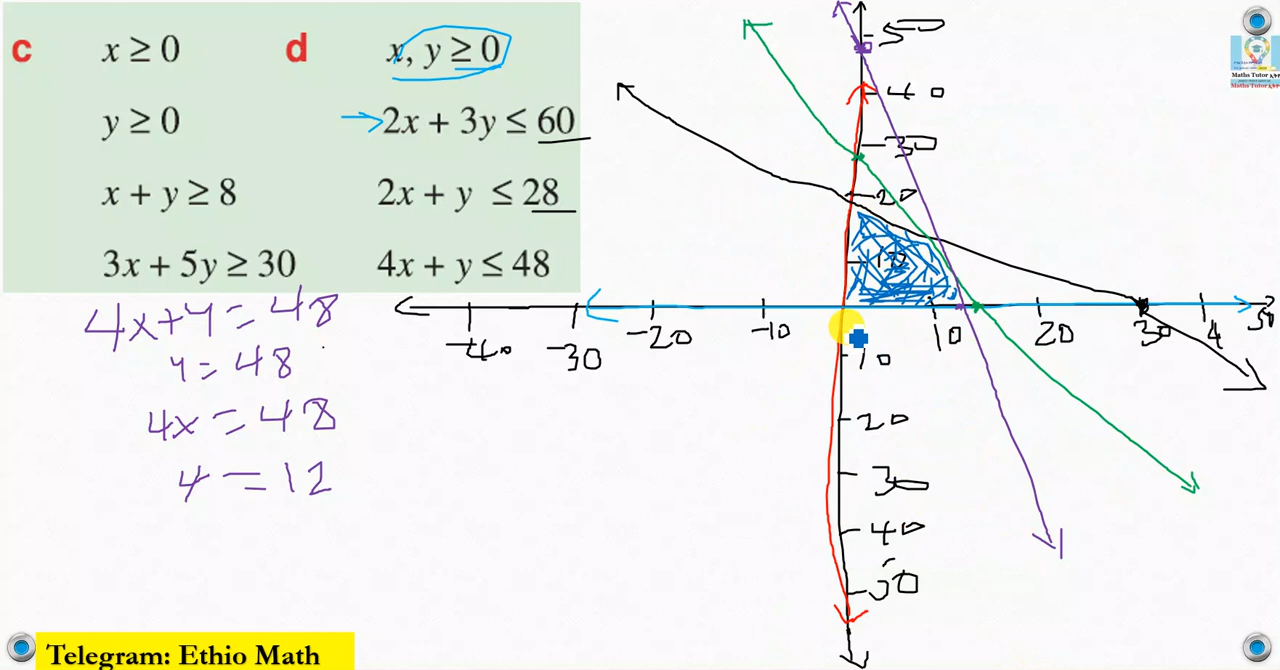 c x ≥ 0
y ≥ 0
x + y ≥ 8
3x + 5y ≥ 30
d x, y ≥ 0
2x + 3y ≤ 60
2x + y ≤ 28
4x + y ≤ 48
4x+y=48
y=48
4x=48
4=12
50
40
30
20
10
-40 -30 -20 -10 10 20 30 4 50
10
20
30
40
50
Telegram: Ethio Math